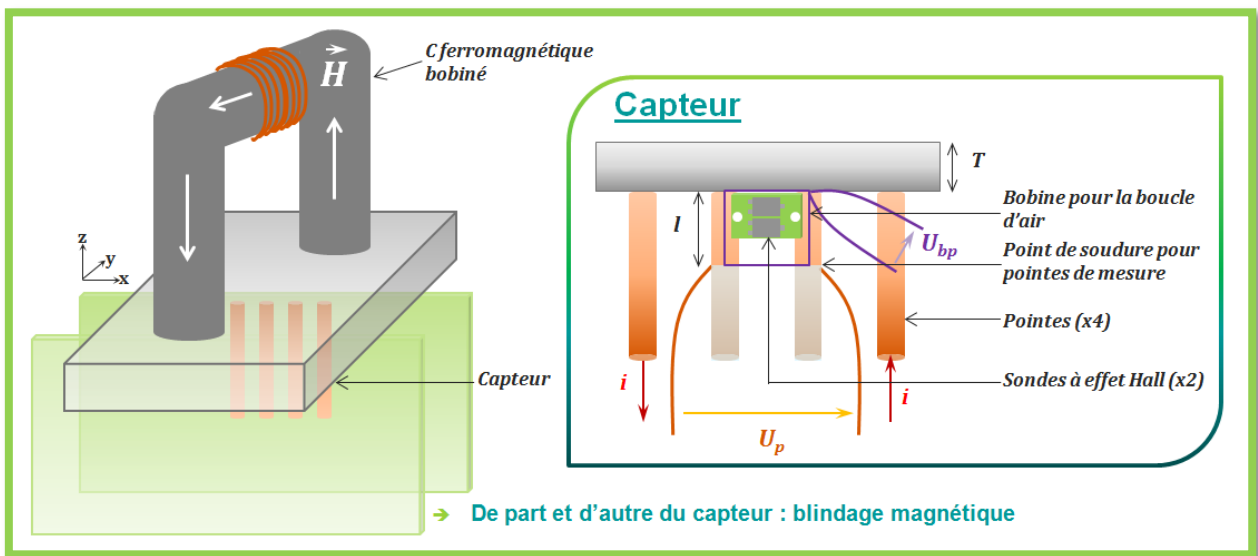 C ferromagnétique
bobiné
H
z
y
x
Capteur
Capteur
T
l
Bobine pour la boucle
d'air
U_bp
Point de soudure pour
pointes de mesure
Pointes (x4)
Sondes à effet Hall (x2)
i
i
U_p
➔ De part et d'autre du capteur : blindage magnétique